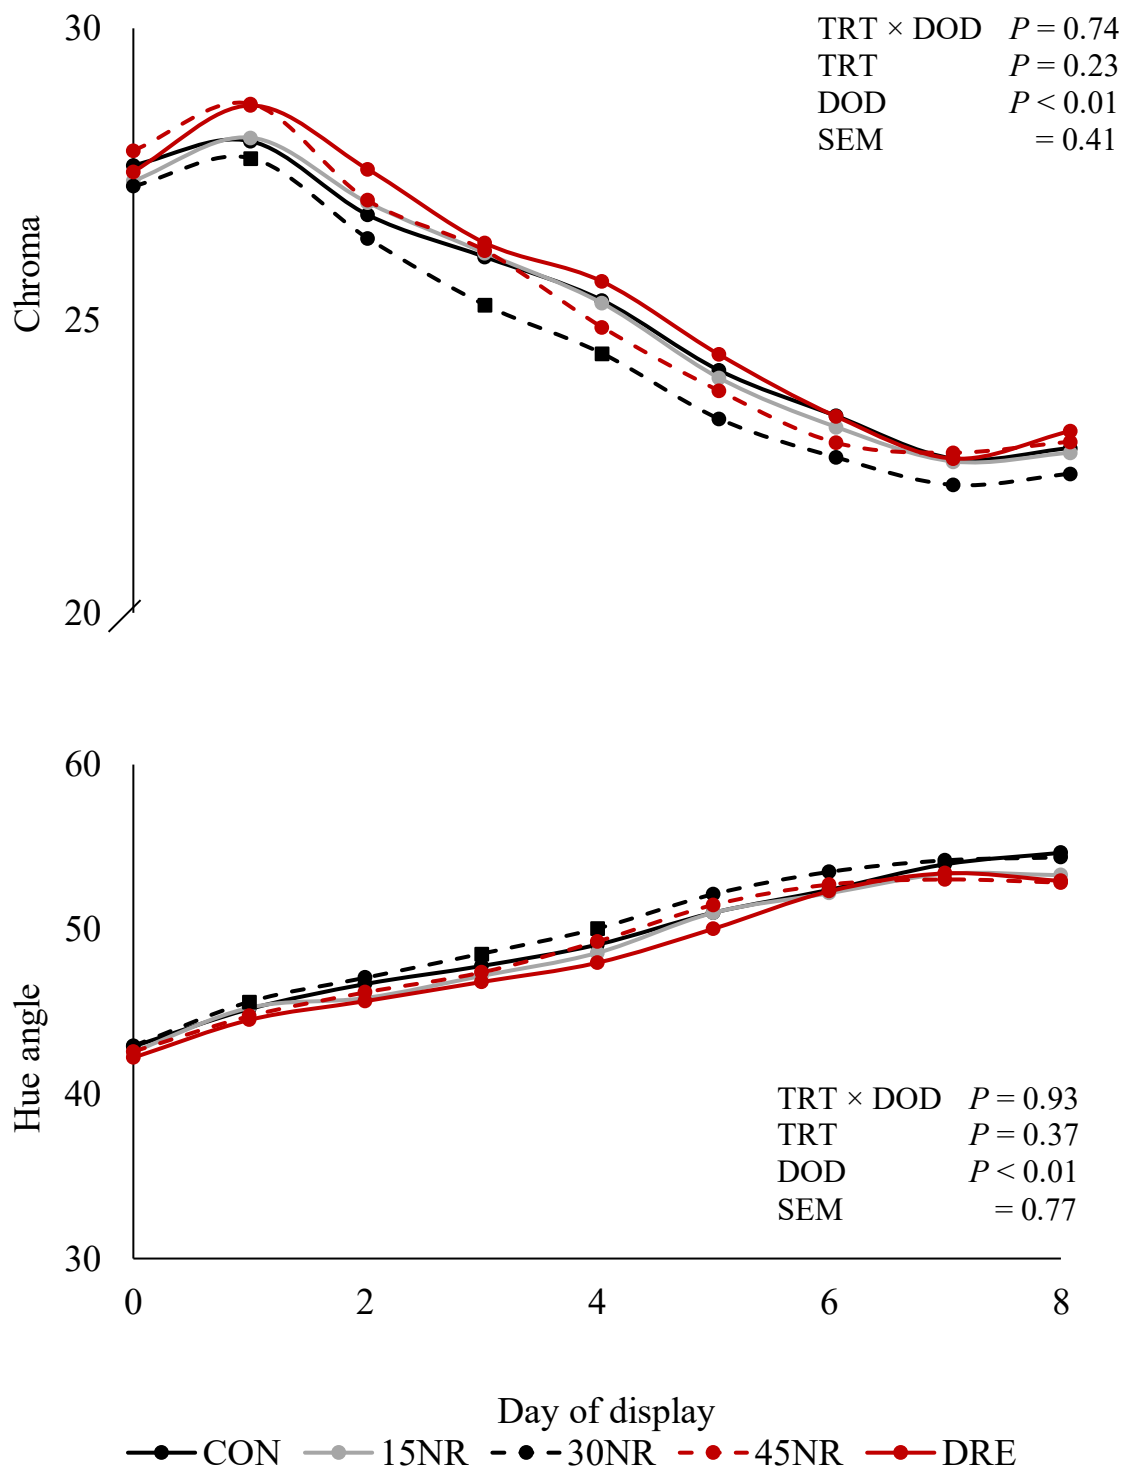 30
TRT × DOD P = 0.74
TRT P = 0.23
DOD P < 0.01
SEM = 0.41
Chroma
25
20
60
50
Hue angle
40
TRT × DOD P = 0.93
TRT P = 0.37
DOD P < 0.01
SEM = 0.77
30
0 2 4 6 8
Day of display
CON 15NR 30NR 45NR DRE